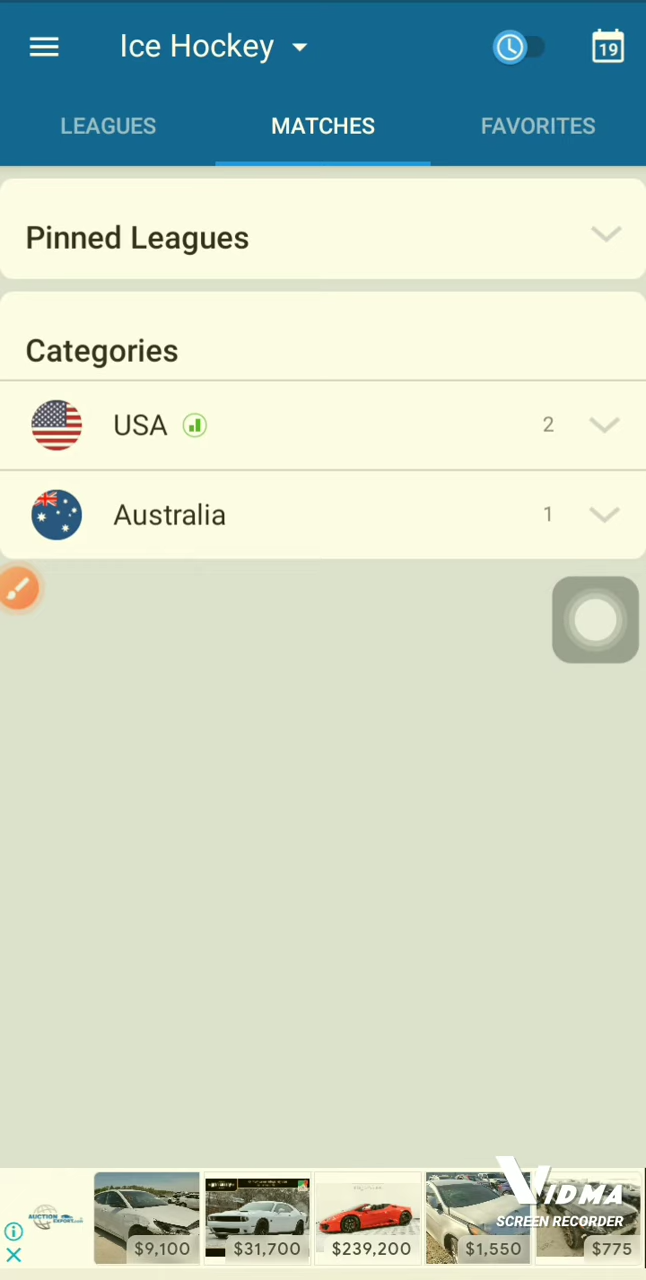 Ice Hockey
19
LEAGUES
MATCHES
FAVORITES
Pinned Leagues
Categories
USA
2
Australia
1
$9,100
$31,700
$239,200
$1,550
$775
VIDMA
SCREEN RECORDER